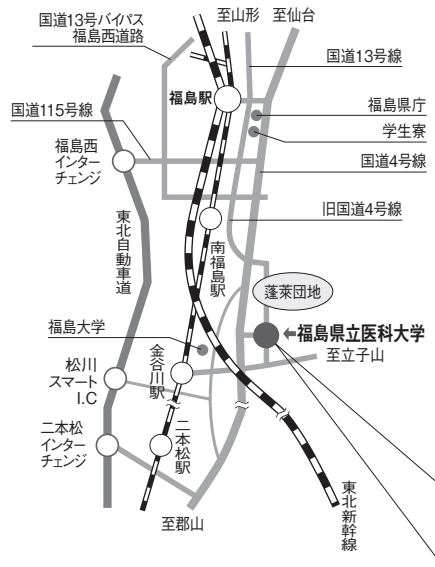 国道13号バイパス
福島西道路
至山形
至仙台
国道13号線
福島駅
福島県庁
国道115号線
学生寮
福島西
インター
チェンジ
国道4号線
東北自動車道
旧国道4号線
南福島駅
蓬莱団地
福島大学
←福島県立医科大学
金谷川駅
至立子山
松川
スマート
I.C
二本松
インター
チェンジ
二本松駅
至郡山
東北新幹線